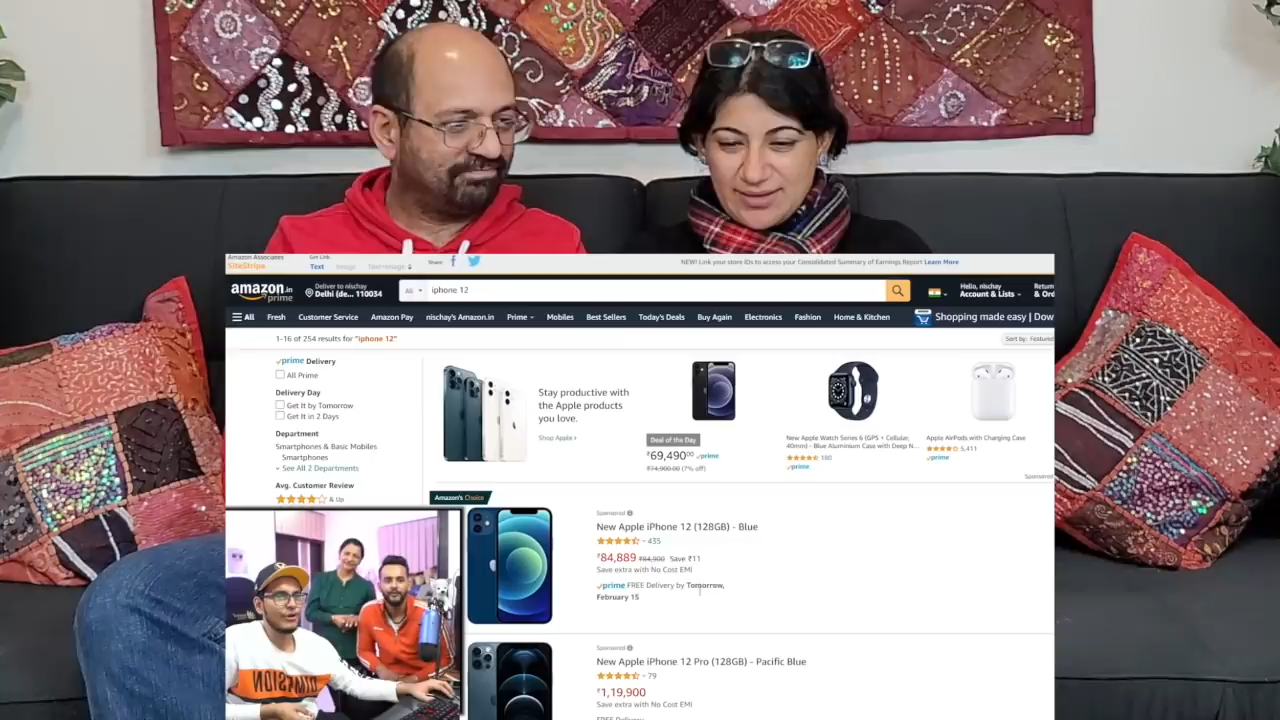 Amazon Associates
SiteStripe
Get Link:
Text
Image
Text+Image
Share:
NEW! Link your store IDs to access your Consolidated Summary of Earnings Report Learn More
amazon.in
prime
Deliver to nischay
Delhi (de... 110034
All
iphone 12
Hello, nischay
Account & Lists
Return
& Ord
All Fresh Customer Service Amazon Pay nischay's Amazon.in Prime Mobiles Best Sellers Today's Deals Buy Again Electronics Fashion Home & Kitchen Shopping made easy | Dow
1-16 of 254 results for "iphone 12"
Sort by: Featured
prime Delivery
All Prime
Delivery Day
Get It by Tomorrow
Get It in 2 Days
Department
Smartphones & Basic Mobiles
Smartphones
See All 2 Departments
Avg. Customer Review
& Up
Stay productive with
the Apple products
you love.
Shop Apple ›
Deal of the Day
₹69,490⁰⁰ prime
₹74,900.00 (7% off)
New Apple Watch Series 6 (GPS + Cellular,
40mm) - Blue Aluminium Case with Deep N...
180
prime
Apple AirPods with Charging Case
5,411
prime
Sponsored
Amazon's Choice
Sponsored
New Apple iPhone 12 (128GB) - Blue
435
₹84,889 ₹84,900 Save ₹11
Save extra with No Cost EMI
prime FREE Delivery by Tomorrow,
February 15
Sponsored
New Apple iPhone 12 Pro (128GB) - Pacific Blue
79
₹1,19,900
Save extra with No Cost EMI
FREE Delivery